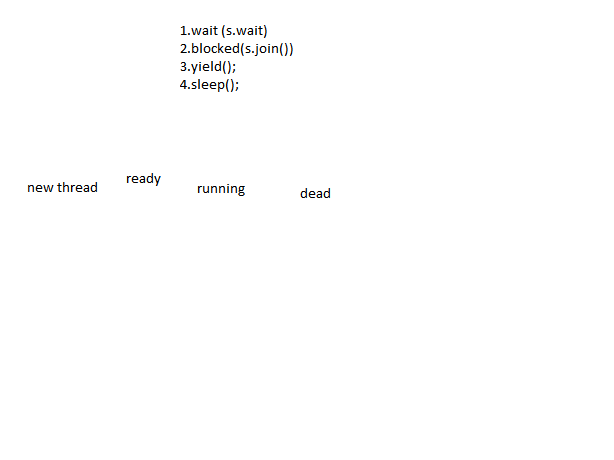 1.wait (s.wait)
2.blocked(s.join())
3.yield();
4.sleep();
new thread
ready
running
dead